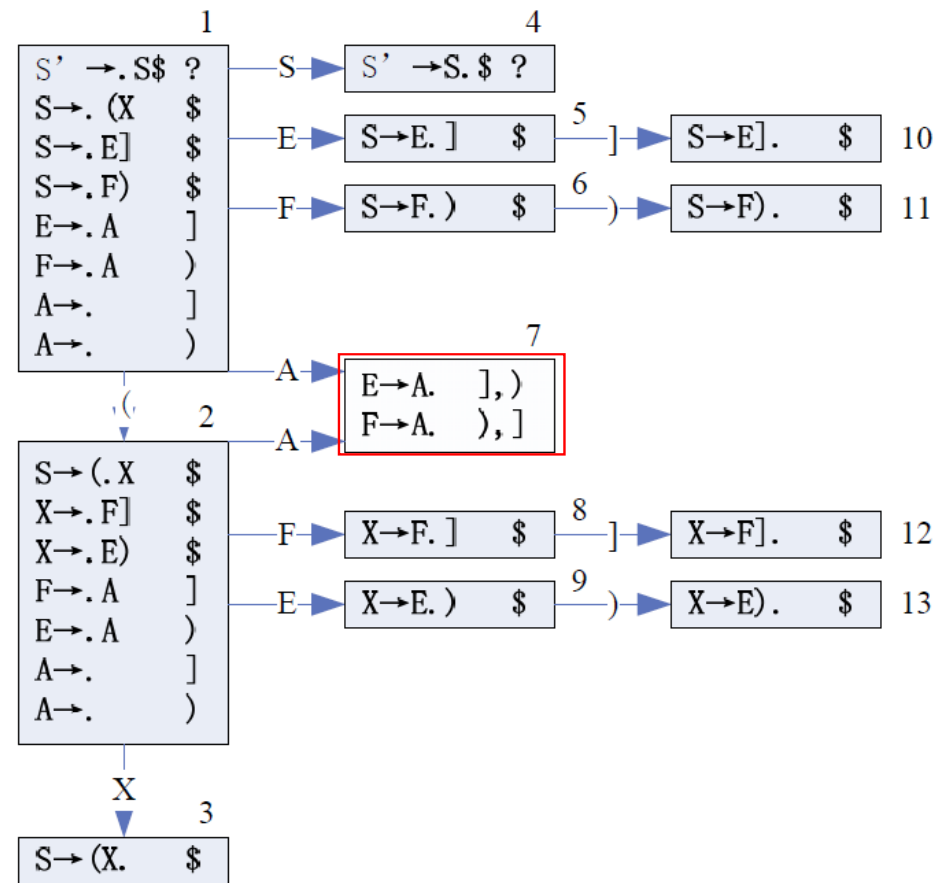 1
S' →.S$ ?
S→.(X $
S→.E] $
S→.F) $
E→.A ]
F→.A )
A→. ]
A→. )
S
4
S' →S.$ ?
E
S→E.] $
5
]
S→E]. $
10
F
S→F.) $
6
)
S→F). $
11
A
7
E→A. ],)
F→A. ),]
(
A
2
S→(.X $
X→.F] $
X→.E) $
F→.A ]
E→.A )
A→. ]
A→. )
F
X→F.] $
8
]
X→F]. $
12
E
X→E.) $
9
)
X→E). $
13
X
3
S→(X. $